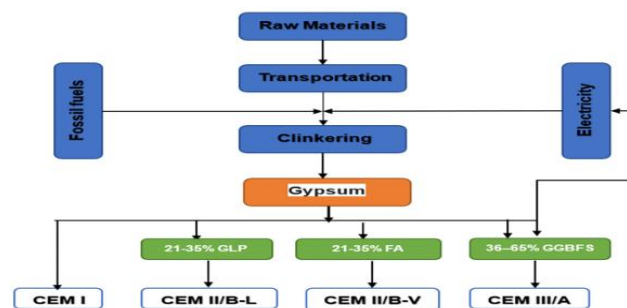 Raw Materials
Transportation
Fossil fuels
Electricity
Clinkering
Gypsum
21-35% GLP
21-35% FA
36–65% GGBFS
CEM I
CEM II/B-L
CEM II/B-V
CEM III/A